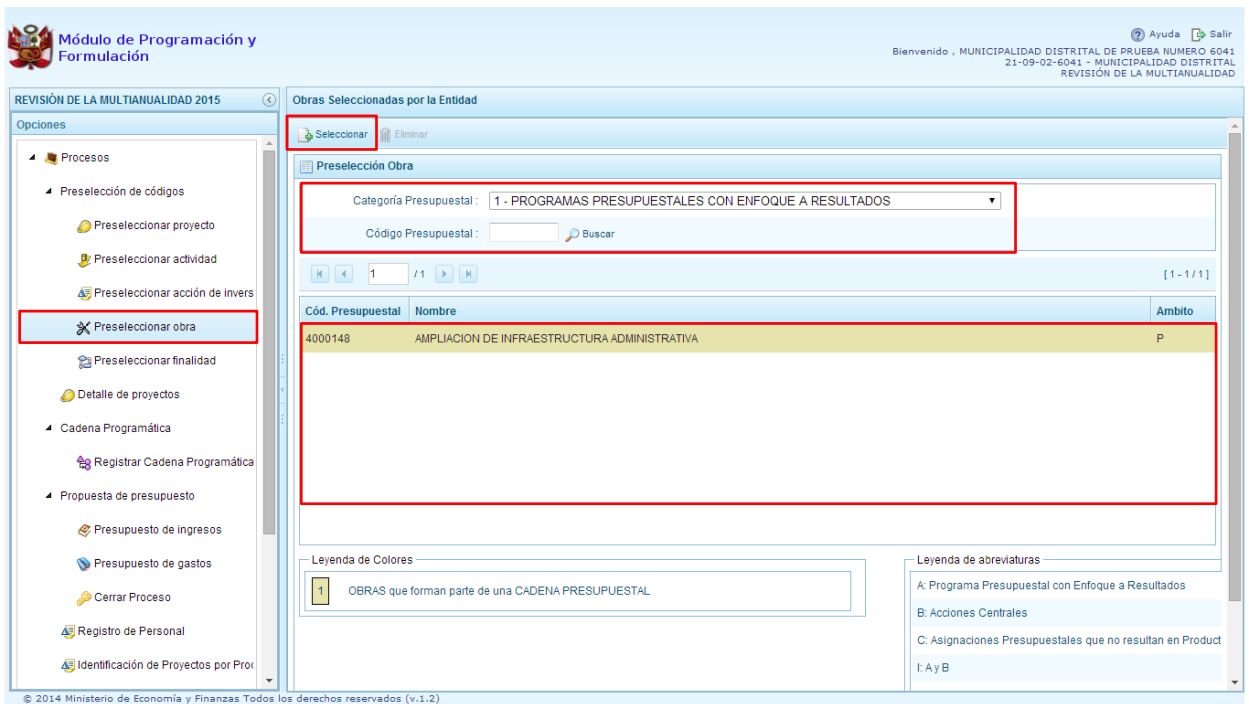 Módulo de Programación y
Formulación
Ayuda Salir
Bienvenido , MUNICIPALIDAD DISTRITAL DE PRUEBA NUMERO 6041
21-09-02-6041 - MUNICIPALIDAD DISTRITAL
REVISIÓN DE LA MULTIANUALIDAD
REVISIÓN DE LA MULTIANUALIDAD 2015
Opciones
Procesos
Preselección de códigos
Preseleccionar proyecto
Preseleccionar actividad
Preseleccionar acción de invers
Preseleccionar obra
Preseleccionar finalidad
Detalle de proyectos
Cadena Programática
Registrar Cadena Programática
Propuesta de presupuesto
Presupuesto de ingresos
Presupuesto de gastos
Cerrar Proceso
Registro de Personal
Identificación de Proyectos por Proc
Obras Seleccionadas por la Entidad
Seleccionar Eliminar
Preselección Obra
Categoría Presupuestal : 1 - PROGRAMAS PRESUPUESTALES CON ENFOQUE A RESULTADOS
Código Presupuestal : Buscar
1 / 1 [ 1 - 1 / 1 ]
Cód. Presupuestal Nombre Ambito
4000148 AMPLIACION DE INFRAESTRUCTURA ADMINISTRATIVA P
Leyenda de Colores
1 OBRAS que forman parte de una CADENA PRESUPUESTAL
Leyenda de abreviaturas
A: Programa Presupuestal con Enfoque a Resultados
B: Acciones Centrales
C: Asignaciones Presupuestales que no resultan en Product
I: A y B
© 2014 Ministerio de Economía y Finanzas Todos los derechos reservados (v.1.2)